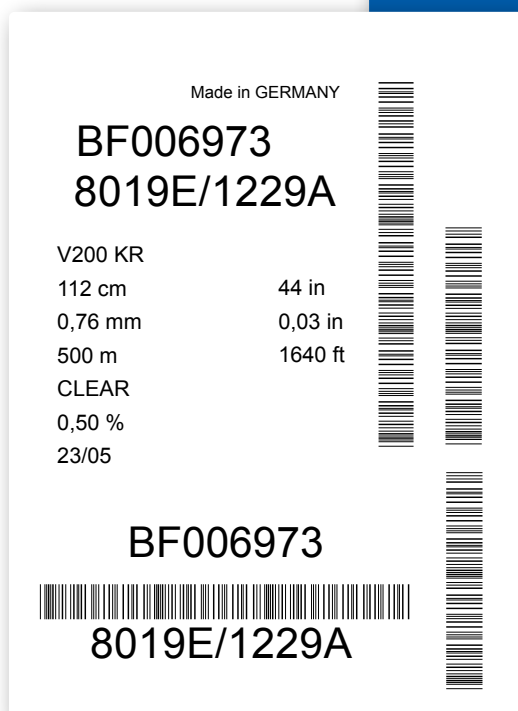 Made in GERMANY
BF006973
8019E/1229A
V200 KR
112 cm 44 in
0,76 mm 0,03 in
500 m 1640 ft
CLEAR
0,50 %
23/05
BF006973
8019E/1229A